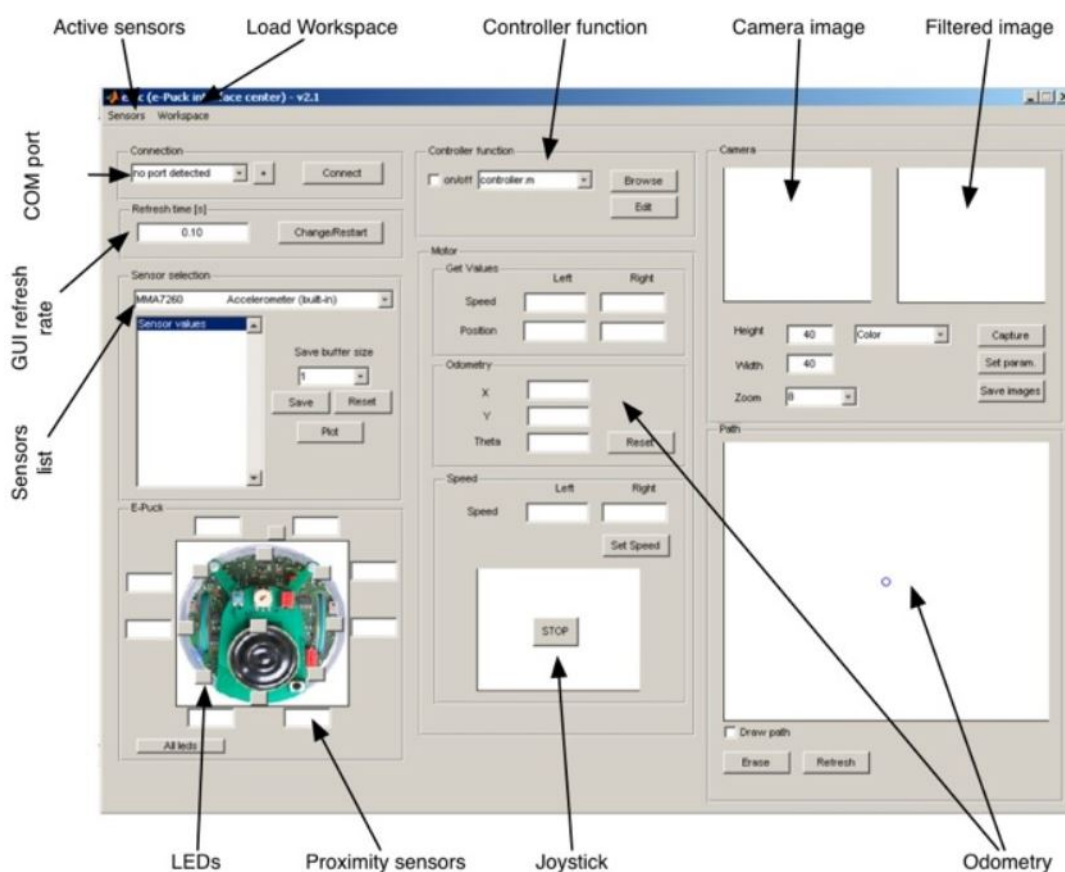 Active sensors
Load Workspace
Controller function
Camera image
Filtered image
(e-Puck interface center) - v2.1
Sensors Workspace
COM port
GUI refresh
rate
Sensors
list
Connection
no port detected
+
Connect
Refresh time [s]
0.10
Change/Restart
Sensor selection
MMA7260 Accelerometer (built-in)
Sensor values
Save buffer size
1
Save
Reset
Plot
E-Puck
All leds
Controller function
on/off
controller.m
Browse
Edit
Motor
Get Values
Left Right
Speed
Position
Odometry
X
Y
Theta
Reset
Speed
Left Right
Speed
Set Speed
STOP
Camera
Height 40 Color Capture
Width 40 Set param.
Zoom 8 Save images
Path
Draw path
Erase
Refresh
LEDs
Proximity sensors
Joystick
Odometry